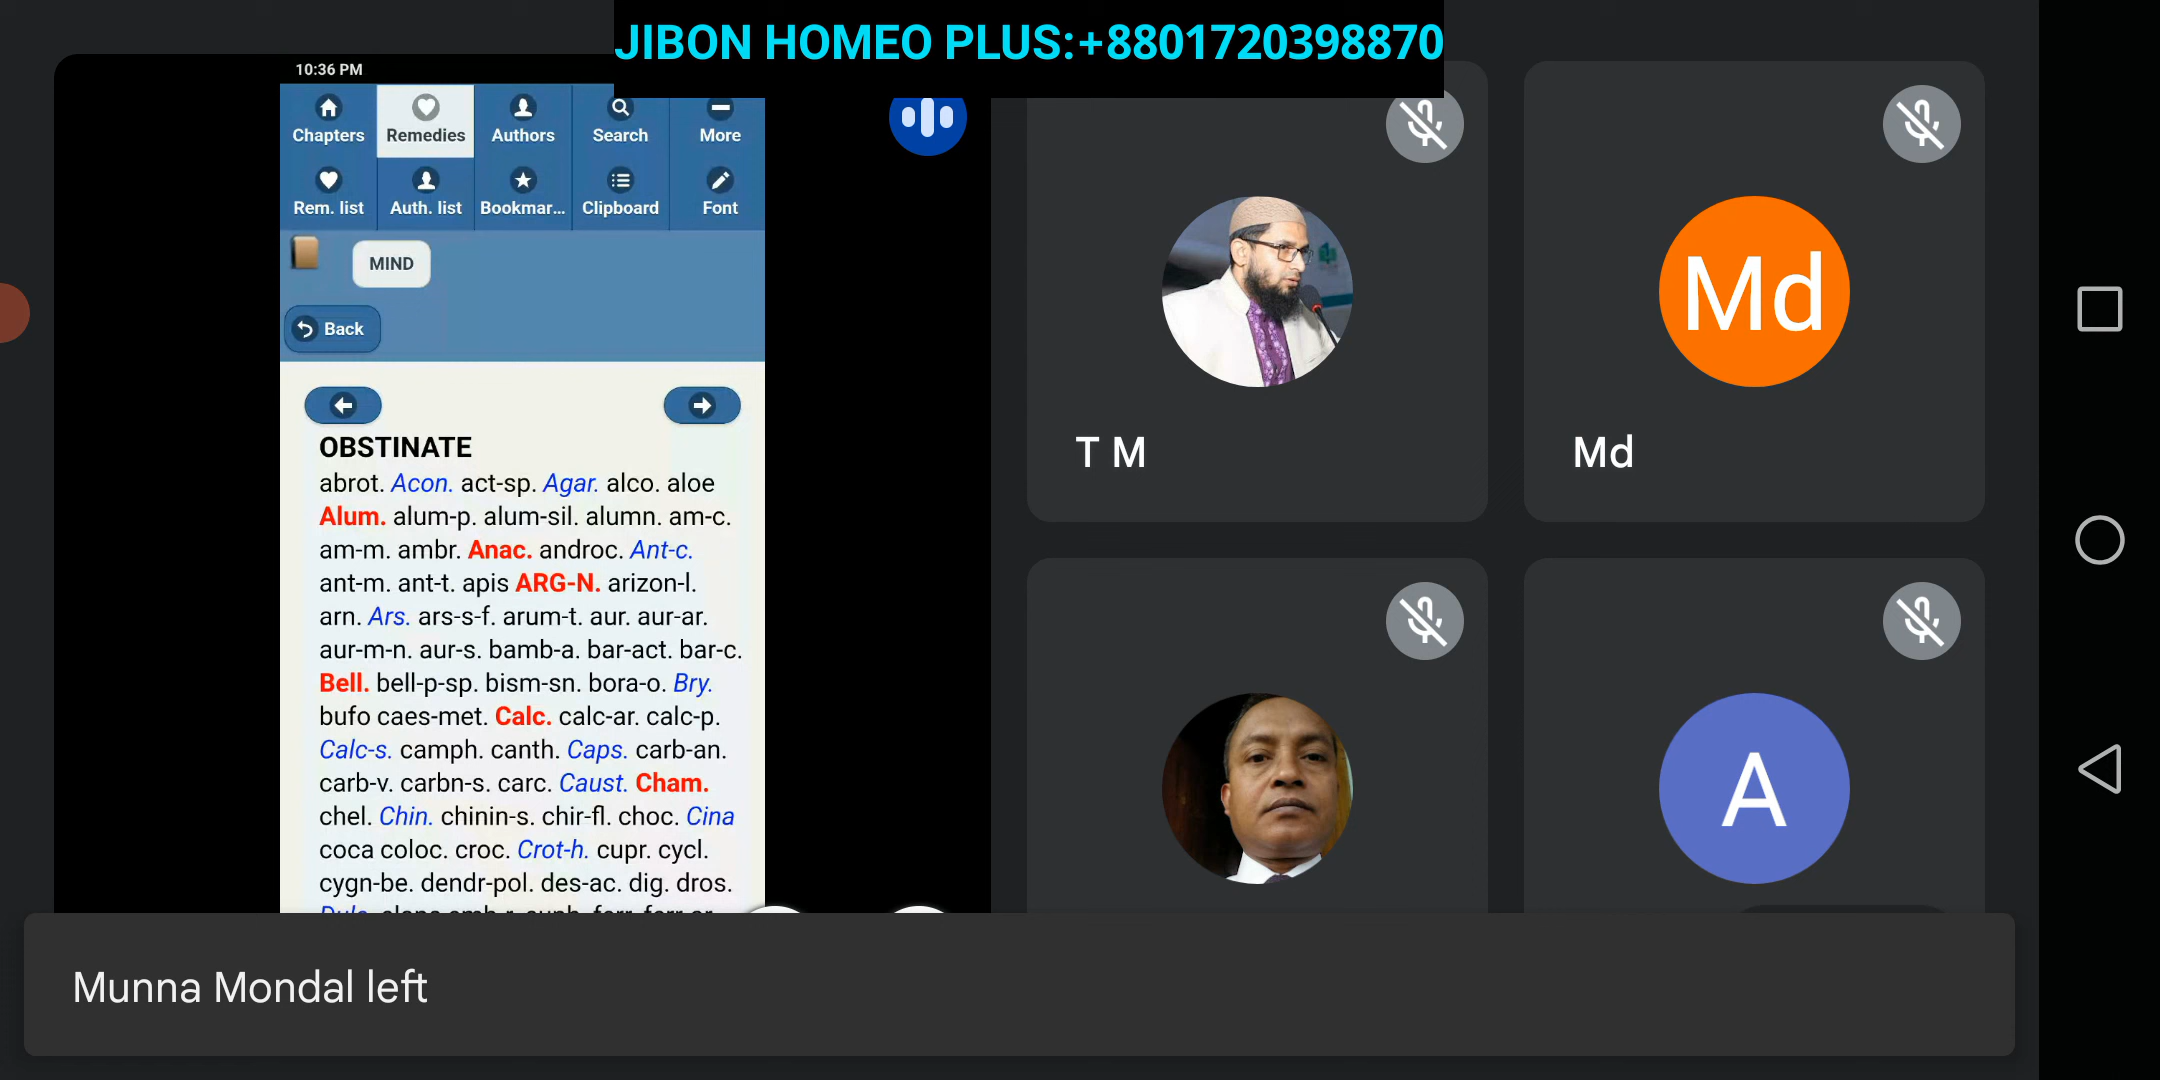 JIBON HOMEO PLUS:+8801720398870
10:36 PM
Chapters Remedies Authors Search More
Rem. list Auth. list Bookmar... Clipboard Font
MIND
Back
OBSTINATE
abrot. Acon. act-sp. Agar. alco. aloe
Alum. alum-p. alum-sil. alumn. am-c.
am-m. ambr. Anac. androc. Ant-c.
ant-m. ant-t. apis ARG-N. arizon-l.
arn. Ars. ars-s-f. arum-t. aur. aur-ar.
aur-m-n. aur-s. bamb-a. bar-act. bar-c.
Bell. bell-p-sp. bism-sn. bora-o. Bry.
bufo caes-met. Calc. calc-ar. calc-p.
Calc-s. camph. canth. Caps. carb-an.
carb-v. carbn-s. carc. Caust. Cham.
chel. Chin. chinin-s. chir-fl. choc. Cina
coca coloc. croc. Crot-h. cupr. cycl.
cygn-be. dendr-pol. des-ac. dig. dros.
T M
Md
Md
A
Munna Mondal left